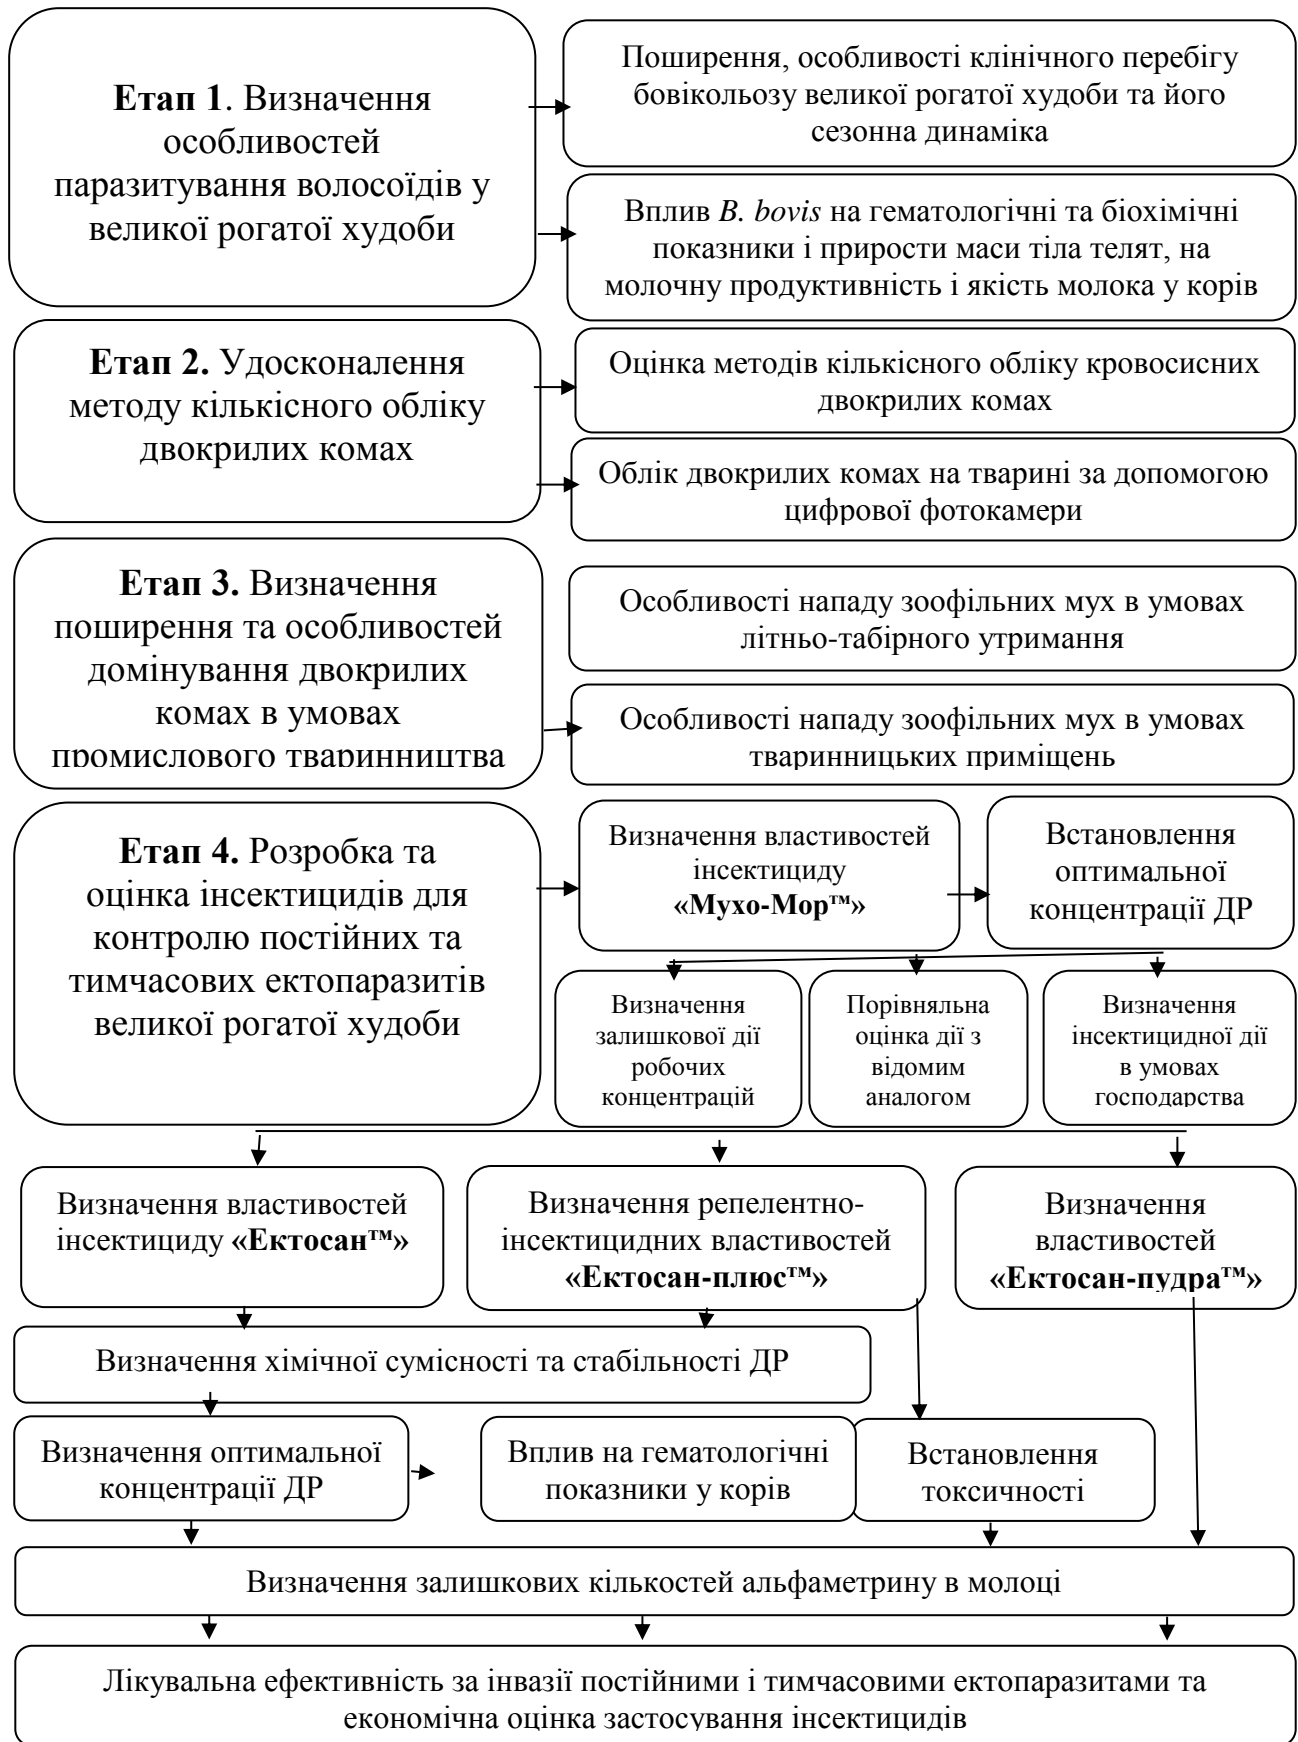 Етап 1. Визначення
особливостей
паразитування волосоїдів у
великої рогатої худоби
Поширення, особливості клінічного перебігу
бовікольозу великої рогатої худоби та його
сезонна динаміка
Вплив B. bovis на гематологічні та біохімічні
показники і прирости маси тіла телят, на
молочну продуктивність і якість молока у корів
Етап 2. Удосконалення
методу кількісного обліку
двокрилих комах
Оцінка методів кількісного обліку кровосисних
двокрилих комах
Облік двокрилих комах на тварині за допомогою
цифрової фотокамери
Етап 3. Визначення
поширення та особливостей
домінування двокрилих
комах в умовах
промислового тваринництва
Особливості нападу зоофільних мух в умовах
літньо-табірного утримання
Особливості нападу зоофільних мух в умовах
тваринницьких приміщень
Етап 4. Розробка та
оцінка інсектицидів для
контролю постійних та
тимчасових ектопаразитів
великої рогатої худоби
Визначення властивостей
інсектициду
«Мухо-Мор™»
Встановлення
оптимальної
концентрації ДР
Визначення
залишкової дії
робочих
концентрацій
Порівняльна
оцінка дії з
відомим
аналогом
Визначення
інсектицидної дії
в умовах
господарства
Визначення властивостей
інсектициду «Ектосан™»
Визначення репелентно-
інсектицидних властивостей
«Ектосан-плюс™»
Визначення
властивостей
«Ектосан-пудра™»
Визначення хімічної сумісності та стабільності ДР
Визначення оптимальної
концентрації ДР
Вплив на гематологічні
показники у корів
Встановлення
токсичності
Визначення залишкових кількостей альфаметрину в молоці
Лікувальна ефективність за інвазії постійними і тимчасовими ектопаразитами та
економічна оцінка застосування інсектицидів